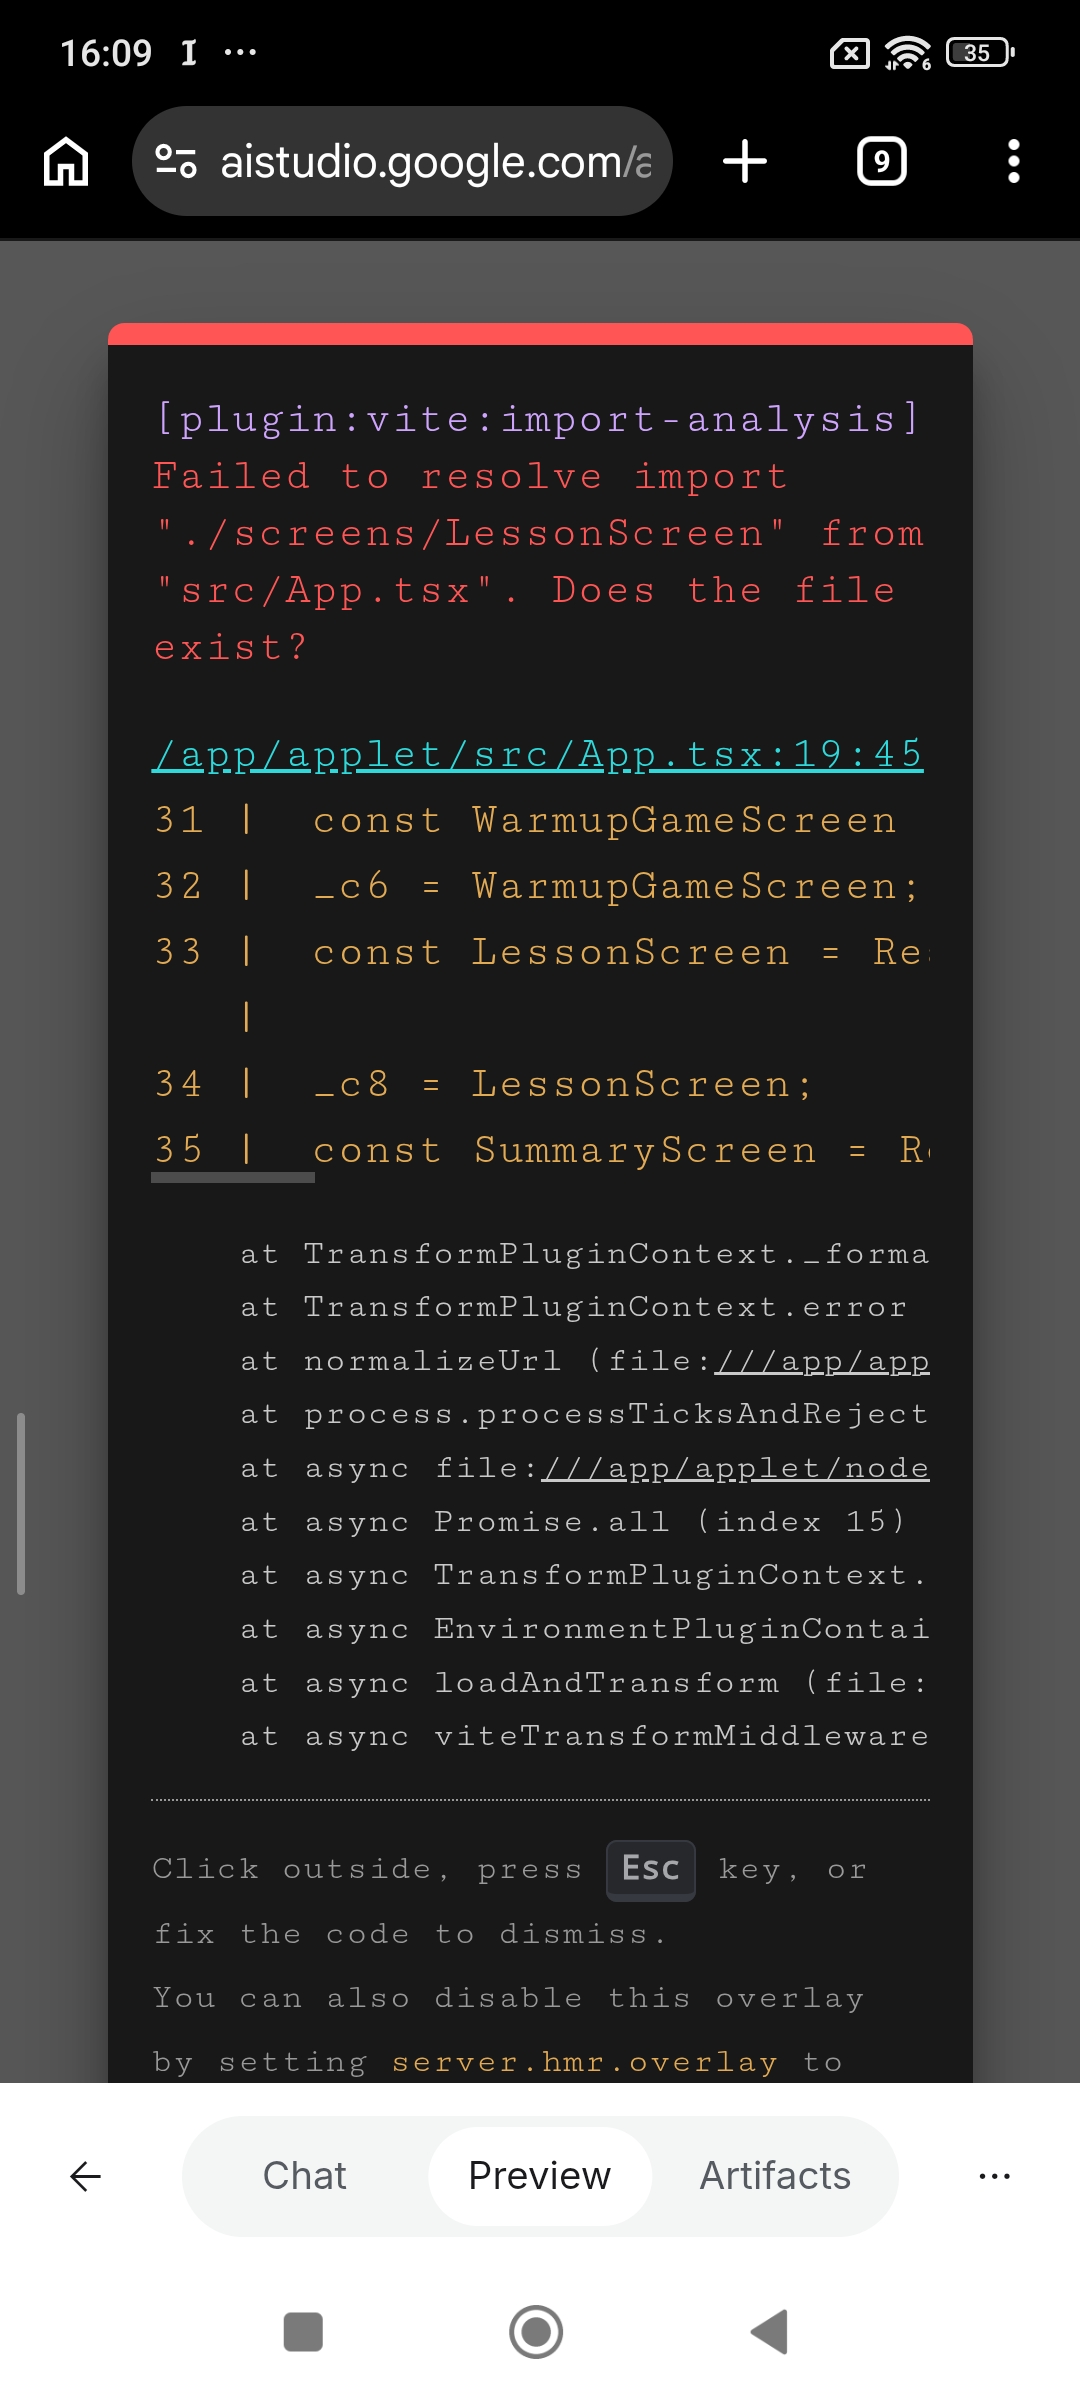 16:09
6
35
aistudio.google.com/a
9
[plugin:vite:import-analysis]
Failed to resolve import
"./screens/LessonScreen" from
"src/App.tsx". Does the file
exist?
/app/applet/src/App.tsx:19:45
31 |  const WarmupGameScreen
32 |  _c6 = WarmupGameScreen;
33 |  const LessonScreen = Re
|
34 |  _c8 = LessonScreen;
35 |  const SummaryScreen = R
at TransformPluginContext._forma
at TransformPluginContext.error
at normalizeUrl (file:///app/app
at process.processTicksAndReject
at async file:///app/applet/node
at async Promise.all (index 15)
at async TransformPluginContext.
at async EnvironmentPluginContai
at async loadAndTransform (file:
at async viteTransformMiddleware
Click outside, press Esc key, or
fix the code to dismiss.
You can also disable this overlay
by setting server.hmr.overlay to
Chat
Preview
Artifacts